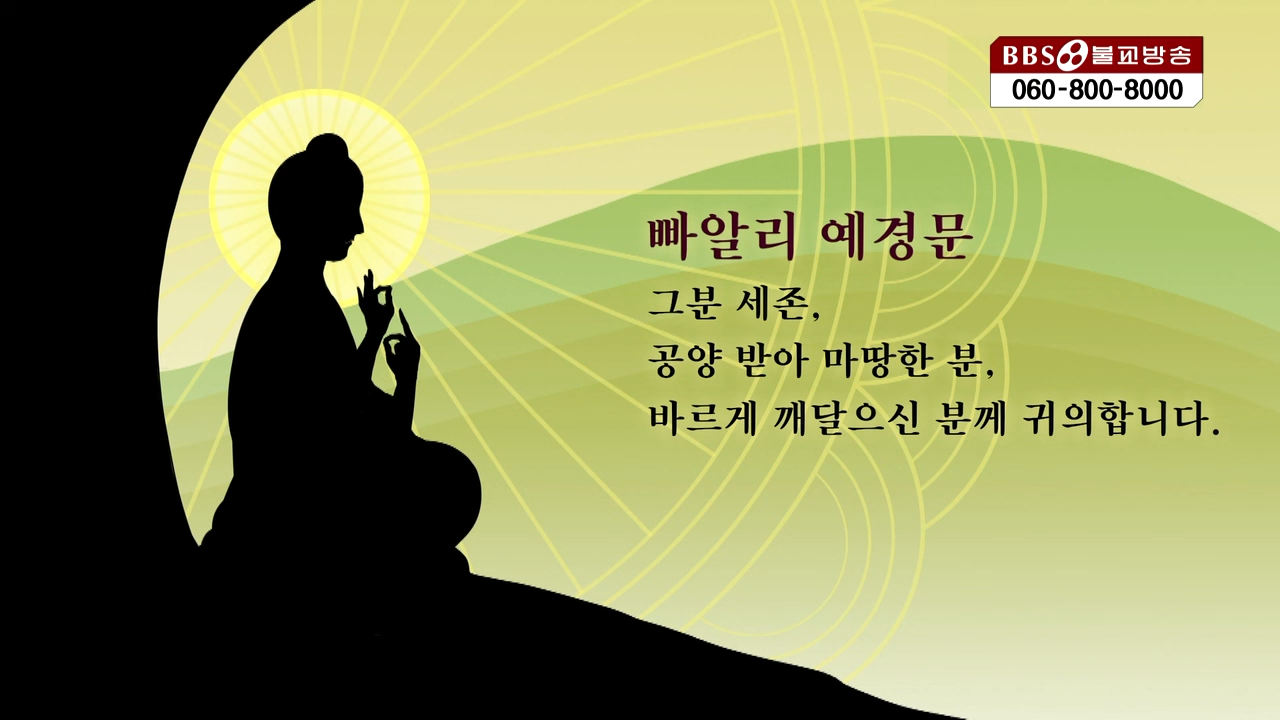 BBS 불교방송
060-800-8000
빠알리 예경문
그분 세존,
공양 받아 마땅한 분,
바르게 깨달으신 분께 귀의합니다.